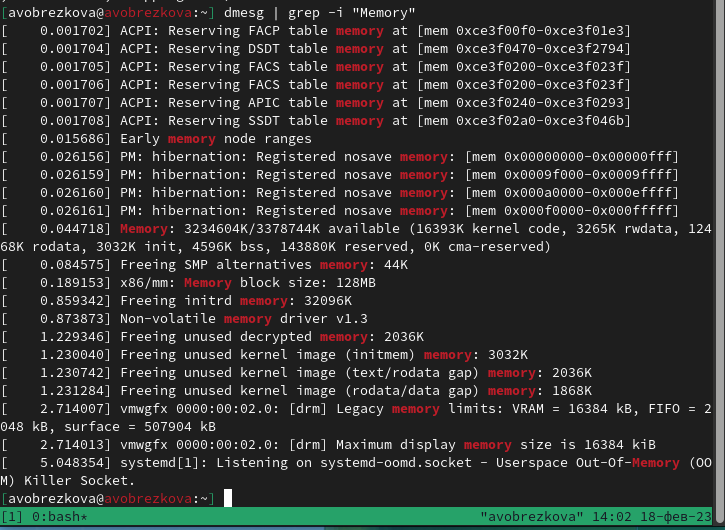 [avobrezkova@avobrezkova:~] dmesg | grep -i "Memory"
[    0.001702] ACPI: Reserving FACP table memory at [mem 0xce3f00f0-0xce3f01e3]
[    0.001704] ACPI: Reserving DSDT table memory at [mem 0xce3f0470-0xce3f2794]
[    0.001705] ACPI: Reserving FACS table memory at [mem 0xce3f0200-0xce3f023f]
[    0.001706] ACPI: Reserving FACS table memory at [mem 0xce3f0200-0xce3f023f]
[    0.001707] ACPI: Reserving APIC table memory at [mem 0xce3f0240-0xce3f0293]
[    0.001708] ACPI: Reserving SSDT table memory at [mem 0xce3f02a0-0xce3f046b]
[    0.015686] Early memory node ranges
[    0.026156] PM: hibernation: Registered nosave memory: [mem 0x00000000-0x00000fff]
[    0.026159] PM: hibernation: Registered nosave memory: [mem 0x0009f000-0x0009ffff]
[    0.026160] PM: hibernation: Registered nosave memory: [mem 0x000a0000-0x000effff]
[    0.026161] PM: hibernation: Registered nosave memory: [mem 0x000f0000-0x000fffff]
[    0.044718] Memory: 3234604K/3378744K available (16393K kernel code, 3265K rwdata, 124
68K rodata, 3032K init, 4596K bss, 143880K reserved, 0K cma-reserved)
[    0.084575] Freeing SMP alternatives memory: 44K
[    0.189153] x86/mm: Memory block size: 128MB
[    0.859342] Freeing initrd memory: 32096K
[    0.873873] Non-volatile memory driver v1.3
[    1.229346] Freeing unused decrypted memory: 2036K
[    1.230040] Freeing unused kernel image (initmem) memory: 3032K
[    1.230742] Freeing unused kernel image (text/rodata gap) memory: 2036K
[    1.231284] Freeing unused kernel image (rodata/data gap) memory: 1868K
[    2.714007] vmwgfx 0000:00:02.0: [drm] Legacy memory limits: VRAM = 16384 kB, FIFO = 2
048 kB, surface = 507904 kB
[    2.714013] vmwgfx 0000:00:02.0: [drm] Maximum display memory size is 16384 kiB
[    5.048354] systemd[1]: Listening on systemd-oomd.socket - Userspace Out-Of-Memory (OO
M) Killer Socket.
[avobrezkova@avobrezkova:~]
[1] 0:bash* "avobrezkova" 14:02 18-фев-23